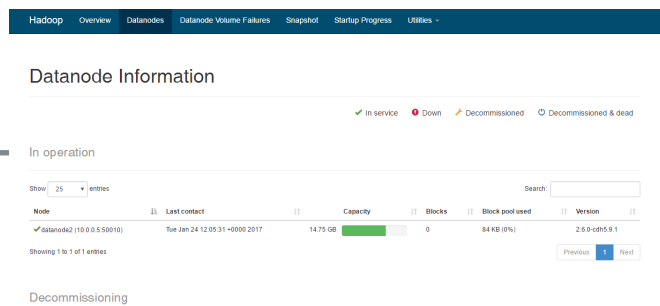 Hadoop Overview Datanodes Datanode Volume Failures Snapshot Startup Progress Utilities
Datanode Information
In service Down Decommissioned Decommissioned & dead
In operation
Show 25 entries Search:
Node Last contact Capacity Blocks Block pool used Version
datanode2 (10.0.0.5:50010) Tue Jan 24 12:05:31 +0000 2017 14.75 GB 0 84 KB (0%) 2.6.0-cdh5.9.1
Showing 1 to 1 of 1 entries Previous 1 Next
Decommissioning